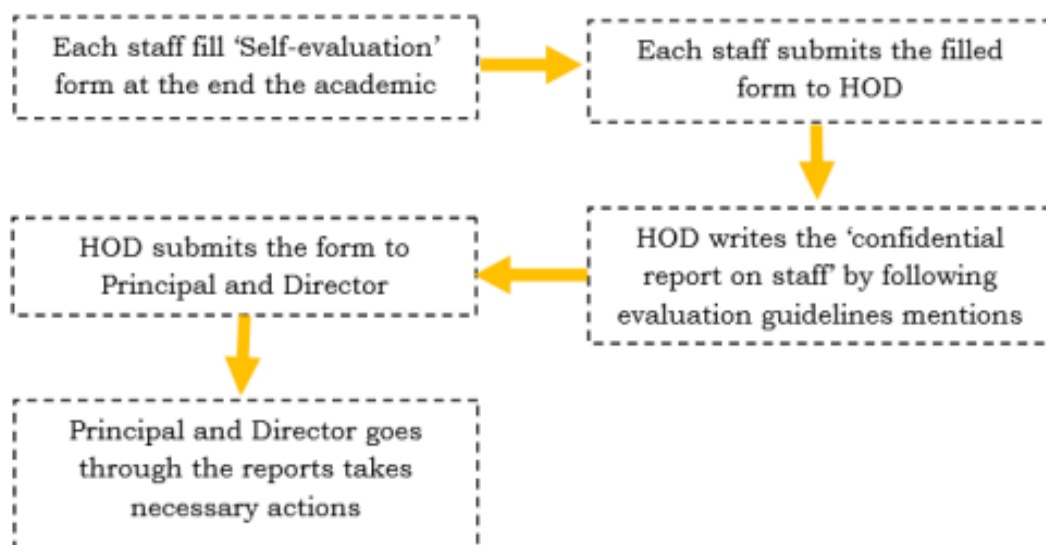 Each staff fill ‘Self-evaluation’
form at the end the academic
Each staff submits the filled
form to HOD
HOD writes the ‘confidential
report on staff’ by following
evaluation guidelines mentions
HOD submits the form to
Principal and Director
Principal and Director goes
through the reports takes
necessary actions